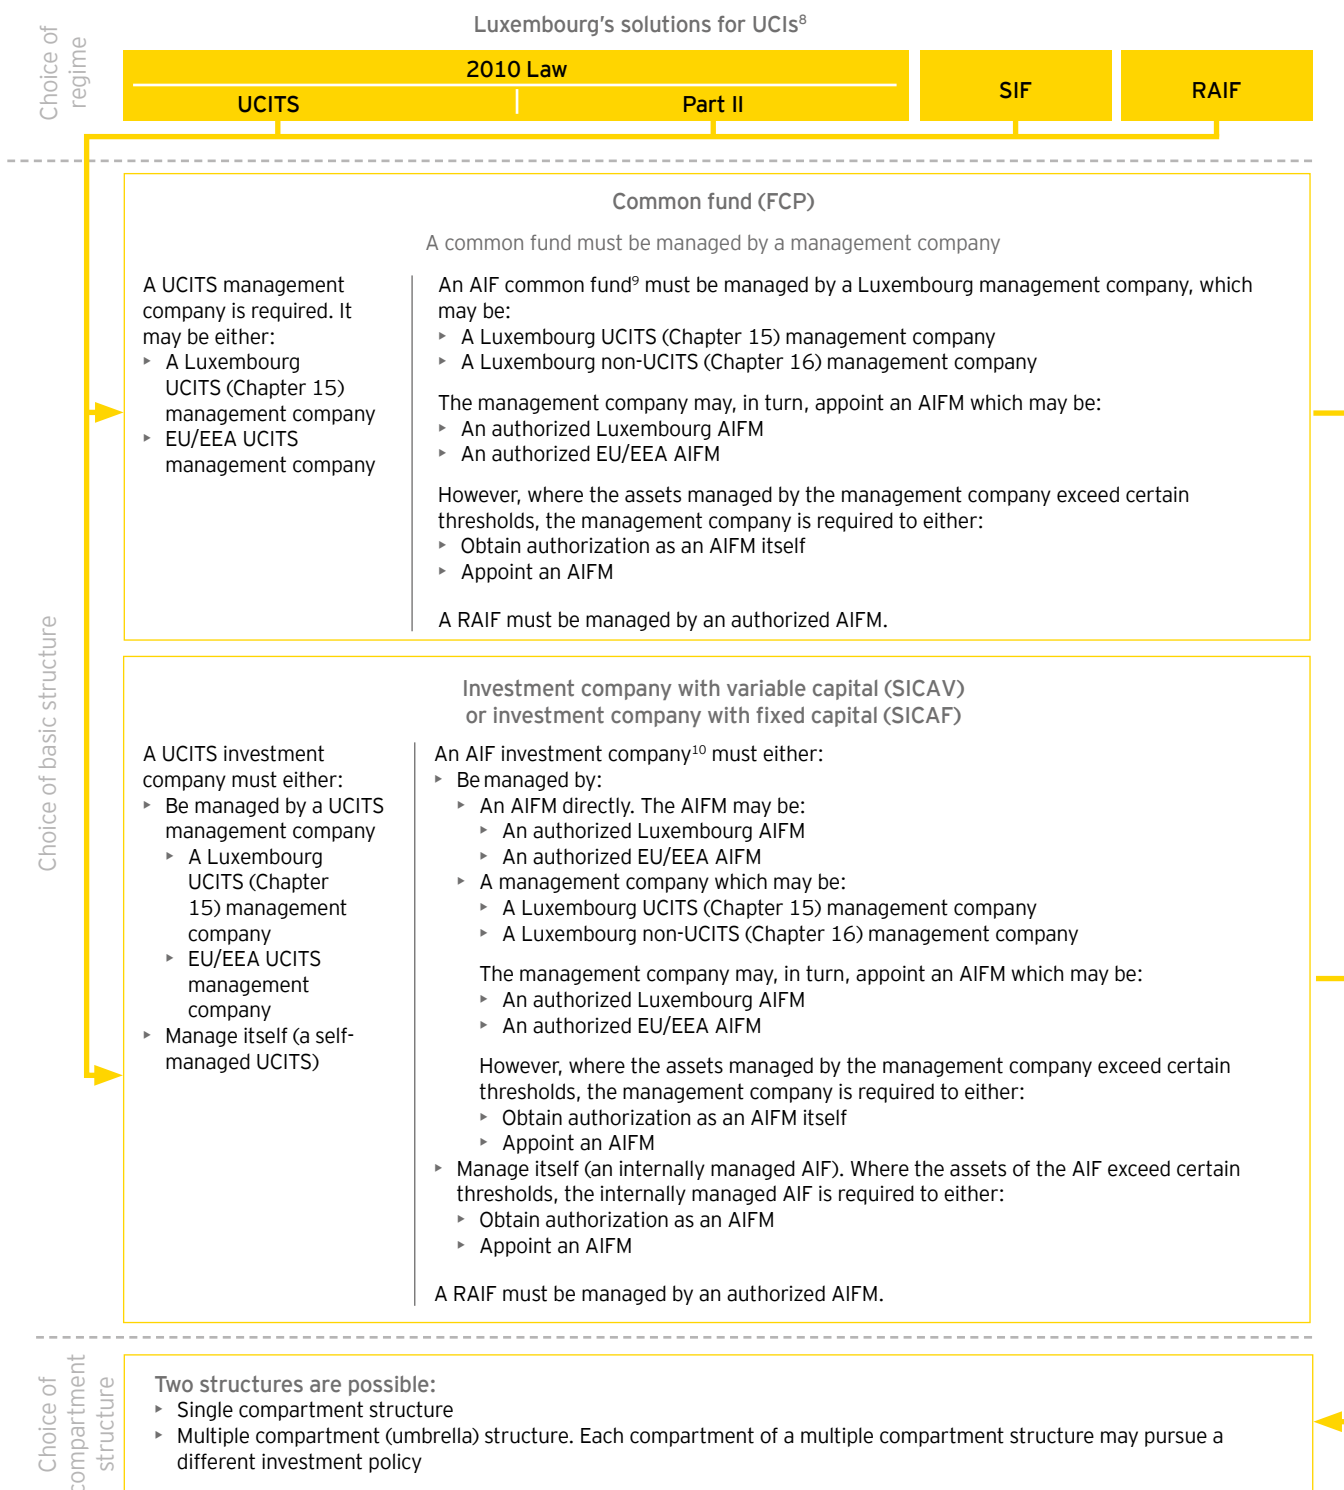 Luxembourg's solutions for UCIs⁸
Choice of
regime
2010 Law
UCITS
Part II
SIF
RAIF
Choice of basic structure
Common fund (FCP)
A common fund must be managed by a management company
A UCITS management
company is required. It
may be either:
‣ A Luxembourg
UCITS (Chapter 15)
management company
‣ EU/EEA UCITS
management company
An AIF common fund⁹ must be managed by a Luxembourg management company, which
may be:
‣ A Luxembourg UCITS (Chapter 15) management company
‣ A Luxembourg non-UCITS (Chapter 16) management company
The management company may, in turn, appoint an AIFM which may be:
‣ An authorized Luxembourg AIFM
‣ An authorized EU/EEA AIFM
However, where the assets managed by the management company exceed certain
thresholds, the management company is required to either:
‣ Obtain authorization as an AIFM itself
‣ Appoint an AIFM
A RAIF must be managed by an authorized AIFM.
Investment company with variable capital (SICAV)
or investment company with fixed capital (SICAF)
A UCITS investment
company must either:
‣ Be managed by a UCITS
management company
‣ A Luxembourg
UCITS (Chapter
15) management
company
‣ EU/EEA UCITS
management
company
‣ Manage itself (a self-
managed UCITS)
An AIF investment company¹⁰ must either:
‣ Be managed by:
‣ An AIFM directly. The AIFM may be:
‣ An authorized Luxembourg AIFM
‣ An authorized EU/EEA AIFM
‣ A management company which may be:
‣ A Luxembourg UCITS (Chapter 15) management company
‣ A Luxembourg non-UCITS (Chapter 16) management company
The management company may, in turn, appoint an AIFM which may be:
‣ An authorized Luxembourg AIFM
‣ An authorized EU/EEA AIFM
However, where the assets managed by the management company exceed certain
thresholds, the management company is required to either:
‣ Obtain authorization as an AIFM itself
‣ Appoint an AIFM
‣ Manage itself (an internally managed AIF). Where the assets of the AIF exceed certain
thresholds, the internally managed AIF is required to either:
‣ Obtain authorization as an AIFM
‣ Appoint an AIFM
A RAIF must be managed by an authorized AIFM.
Choice of
compartment
structure
Two structures are possible:
‣ Single compartment structure
‣ Multiple compartment (umbrella) structure. Each compartment of a multiple compartment structure may pursue a
different investment policy